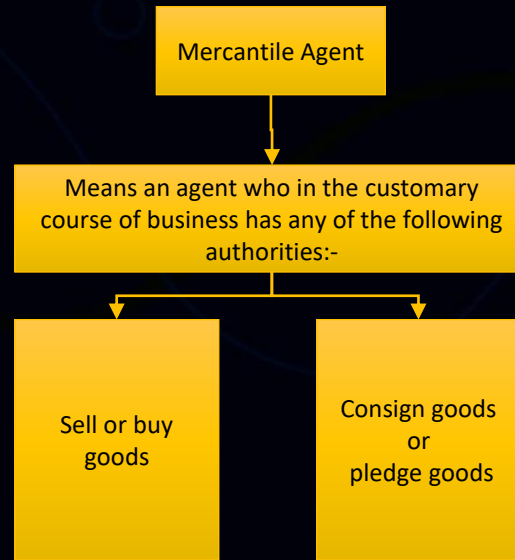 Mercantile Agent
Means an agent who in the customary
course of business has any of the following
authorities:-
Sell or buy
goods
Consign goods
or
pledge goods